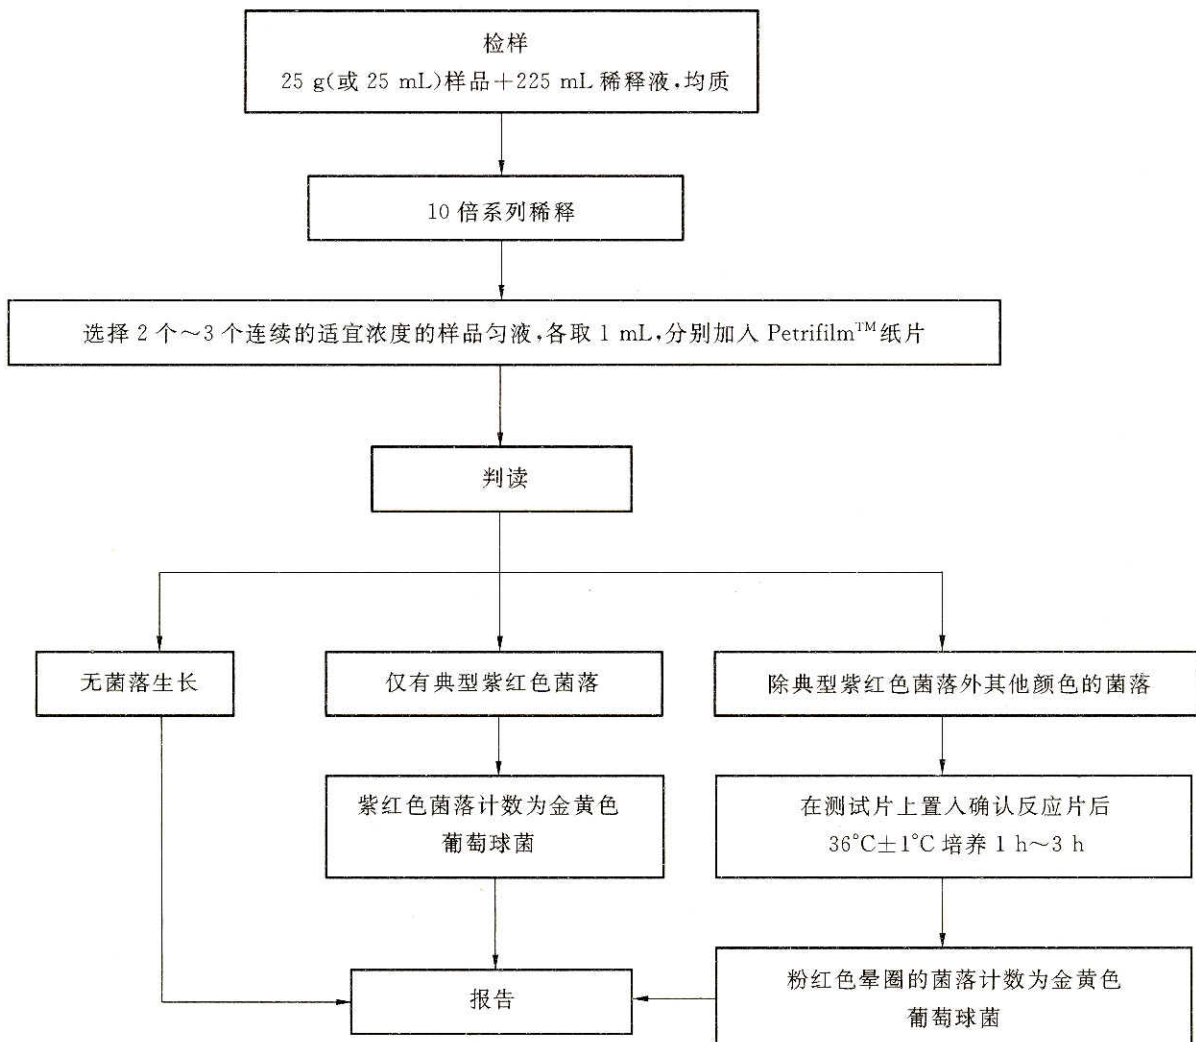 检样
25 g(或 25 mL)样品+225 mL 稀释液,均质
10 倍系列稀释
选择 2 个～3 个连续的适宜浓度的样品匀液,各取 1 mL,分别加入 Petrifilm™纸片
判读
无菌落生长
仅有典型紫红色菌落
除典型紫红色菌落外其他颜色的菌落
紫红色菌落计数为金黄色
葡萄球菌
在测试片上置入确认反应片后
36℃±1℃ 培养 1 h～3 h
粉红色晕圈的菌落计数为金黄色
葡萄球菌
报告